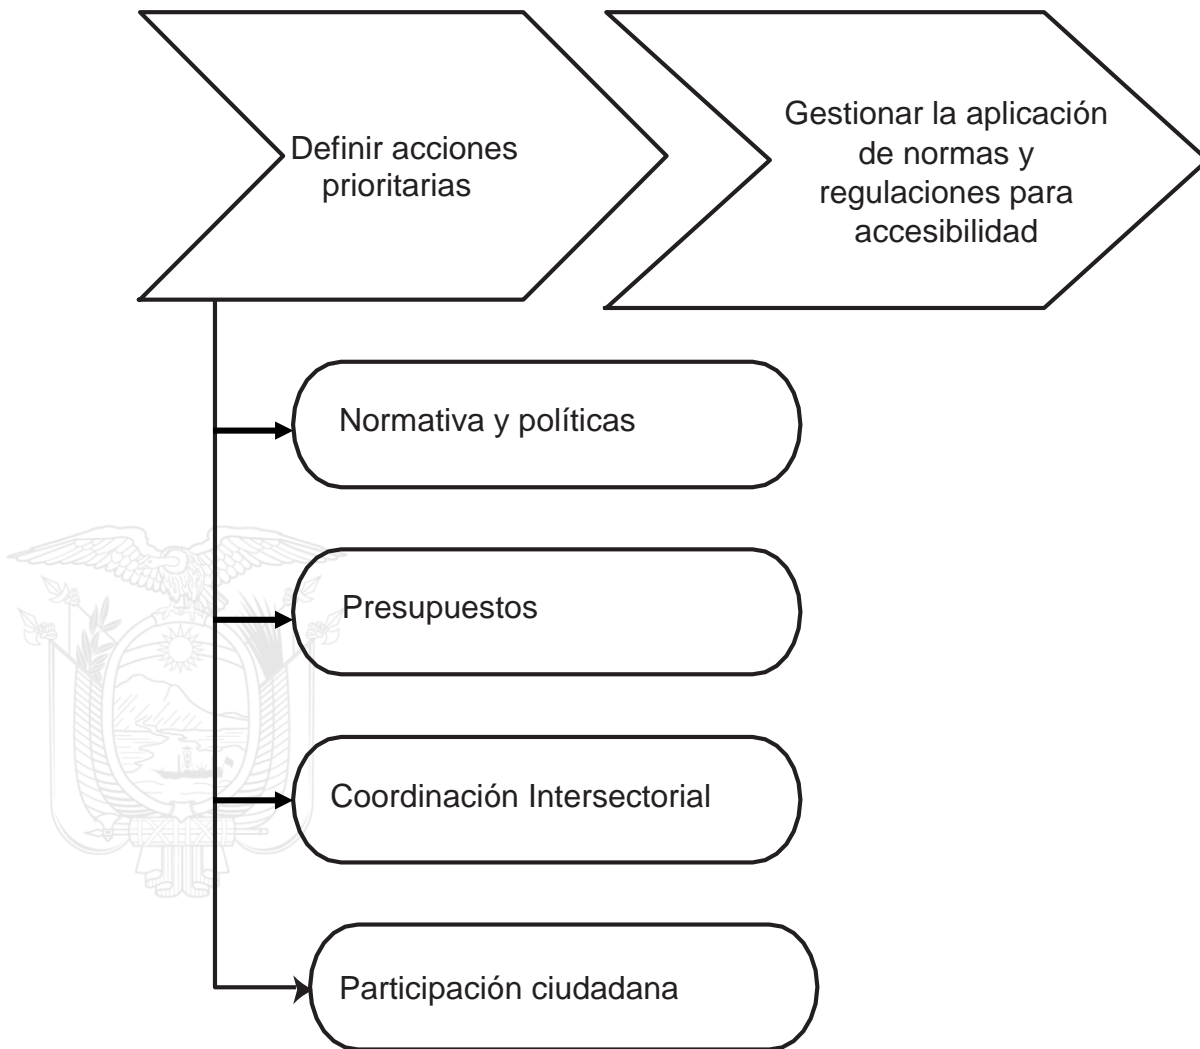 Definir acciones
prioritarias
Gestionar la aplicación
de normas y
regulaciones para
accesibilidad
Normativa y políticas
Presupuestos
Coordinación Intersectorial
Participación ciudadana